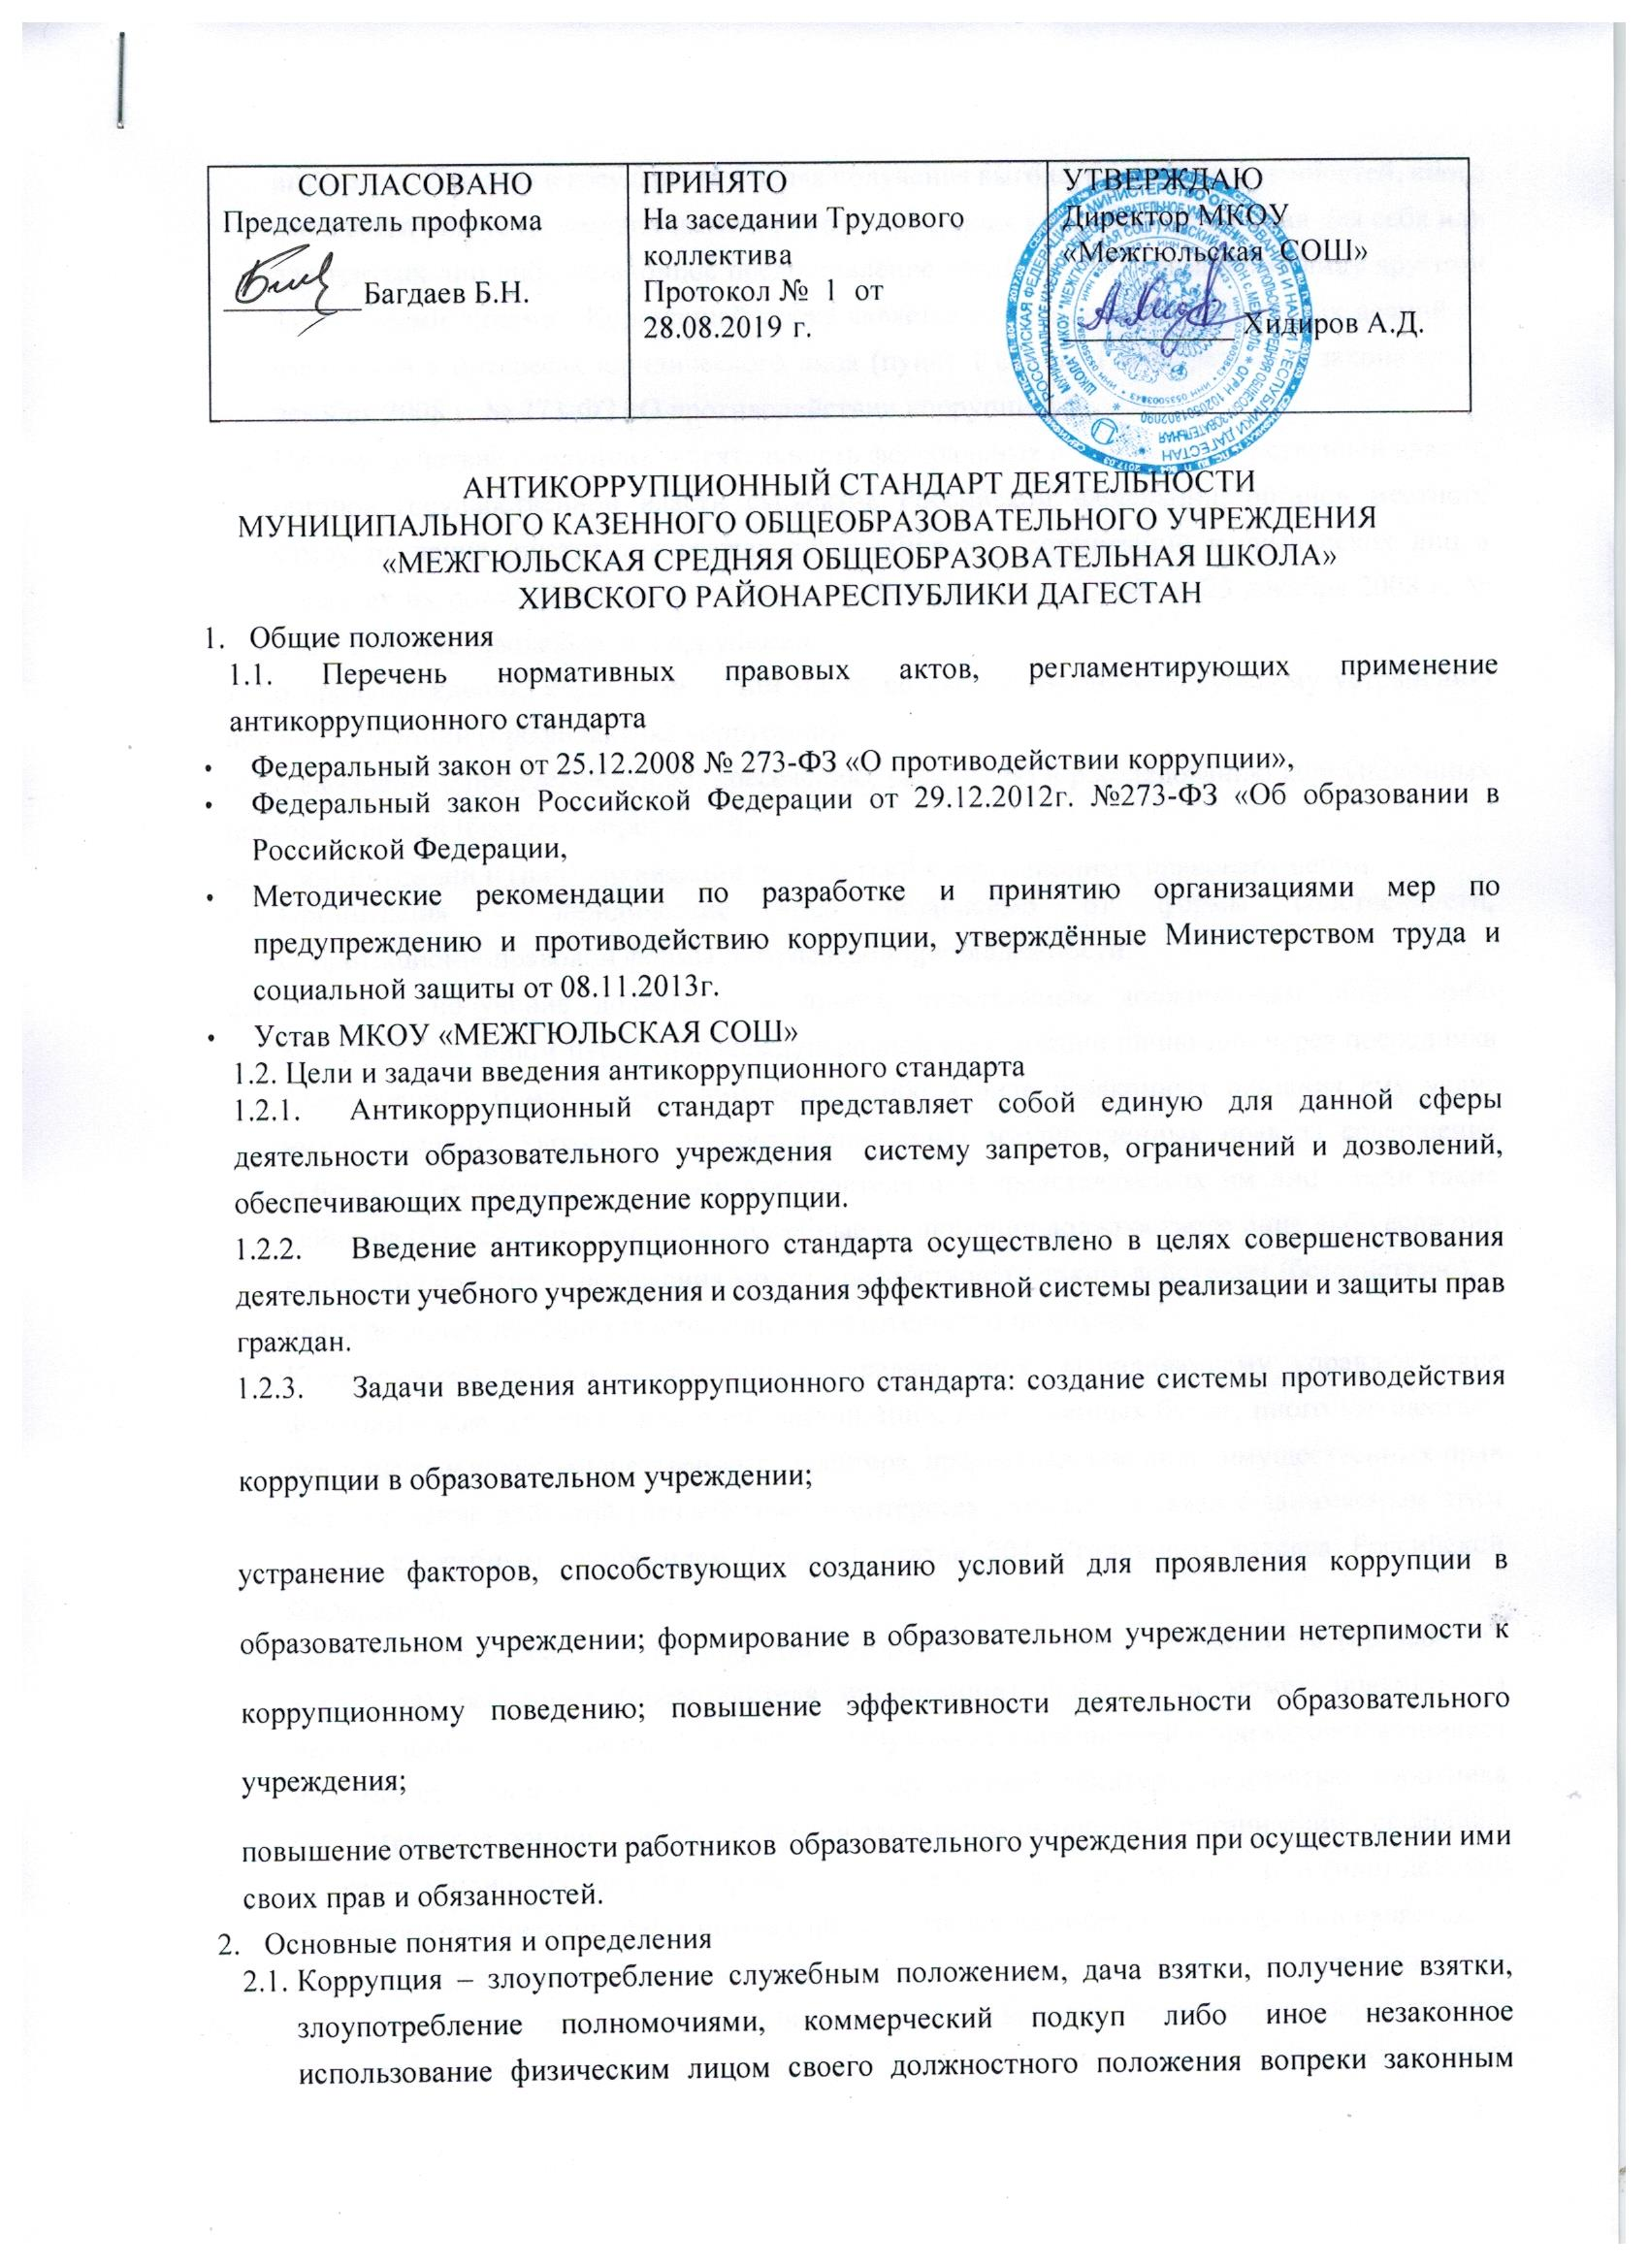 СОГЛАСОВАНО
Председатель профкома
Багдаев Б.Н.
ПРИНЯТО
На заседании Трудового
коллектива
Протокол № 1 от
28.08.2019 г.
УТВЕРЖДАЮ
Директор МКОУ
«Межгюльская СОШ»
Хидиров А.Д.
АНТИКОРРУПЦИОННЫЙ СТАНДАРТ ДЕЯТЕЛЬНОСТИ
МУНИЦИПАЛЬНОГО КАЗЕННОГО ОБЩЕОБРАЗОВАТЕЛЬНОГО УЧРЕЖДЕНИЯ
«МЕЖГЮЛЬСКАЯ СРЕДНЯЯ ОБЩЕОБРАЗОВАТЕЛЬНАЯ ШКОЛА»
ХИВСКОГО РАЙОНАРЕСПУБЛИКИ ДАГЕСТАН
1. Общие положения
1.1. Перечень нормативных правовых актов, регламентирующих применение
антикоррупционного стандарта
• Федеральный закон от 25.12.2008 № 273-ФЗ «О противодействии коррупции»,
• Федеральный закон Российской Федерации от 29.12.2012г. №273-ФЗ «Об образовании в
Российской Федерации,
• Методические рекомендации по разработке и принятию организациями мер по
предупреждению и противодействию коррупции, утверждённые Министерством труда и
социальной защиты от 08.11.2013г.
• Устав МКОУ «МЕЖГЮЛЬСКАЯ СОШ»
1.2. Цели и задачи введения антикоррупционного стандарта
1.2.1. Антикоррупционный стандарт представляет собой единую для данной сферы
деятельности образовательного учреждения систему запретов, ограничений и дозволений,
обеспечивающих предупреждение коррупции.
1.2.2. Введение антикоррупционного стандарта осуществлено в целях совершенствования
деятельности учебного учреждения и создания эффективной системы реализации и защиты прав
граждан.
1.2.3. Задачи введения антикоррупционного стандарта: создание системы противодействия
коррупции в образовательном учреждении;
устранение факторов, способствующих созданию условий для проявления коррупции в
образовательном учреждении; формирование в образовательном учреждении нетерпимости к
коррупционному поведению; повышение эффективности деятельности образовательного
учреждения;
повышение ответственности работников образовательного учреждения при осуществлении ими
своих прав и обязанностей.
2. Основные понятия и определения
2.1. Коррупция – злоупотребление служебным положением, дача взятки, получение взятки,
злоупотребление полномочиями, коммерческий подкуп либо иное незаконное
использование физическим лицом своего должностного положения вопреки законным